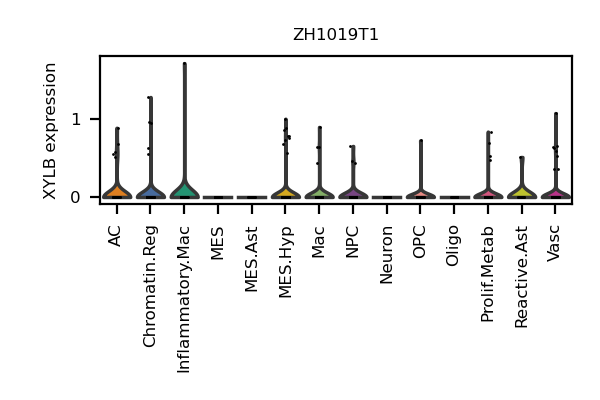 ZH1019T1
XYLB expression
1
0
AC
Chromatin.Reg
Inflammatory.Mac
MES
MES.Ast
MES.Hyp
Mac
NPC
Neuron
OPC
Oligo
Prolif.Metab
Reactive.Ast
Vasc